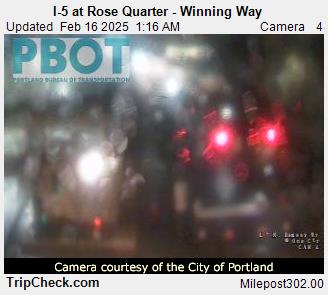 I-5 at Rose Quarter - Winning Way
Updated Feb 16 2025 1:16 AM Camera 4
PBOT
PORTLAND BUREAU OF TRANSPORTATION
Camera courtesy of the City of Portland
TripCheck.com Milepost302.00